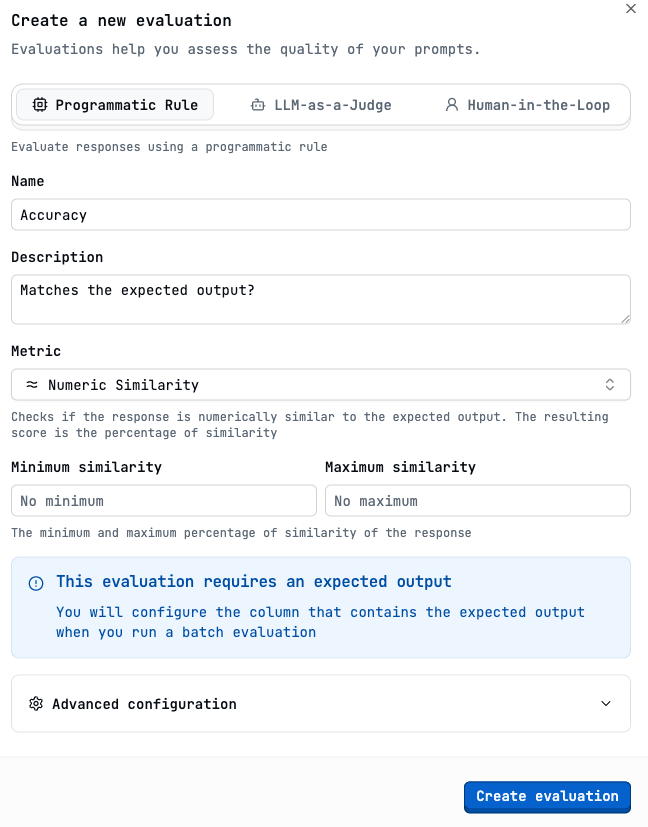 Create a new evaluation
Evaluations help you assess the quality of your prompts.
Programmatic Rule
LLM-as-a-Judge
Human-in-the-Loop
Evaluate responses using a programmatic rule
Name
Accuracy
Description
Matches the expected output?
Metric
≈ Numeric Similarity
Checks if the response is numerically similar to the expected output. The resulting
score is the percentage of similarity
Minimum similarity
Maximum similarity
No minimum
No maximum
The minimum and maximum percentage of similarity of the response
This evaluation requires an expected output
You will configure the column that contains the expected output
when you run a batch evaluation
Advanced configuration
Create evaluation